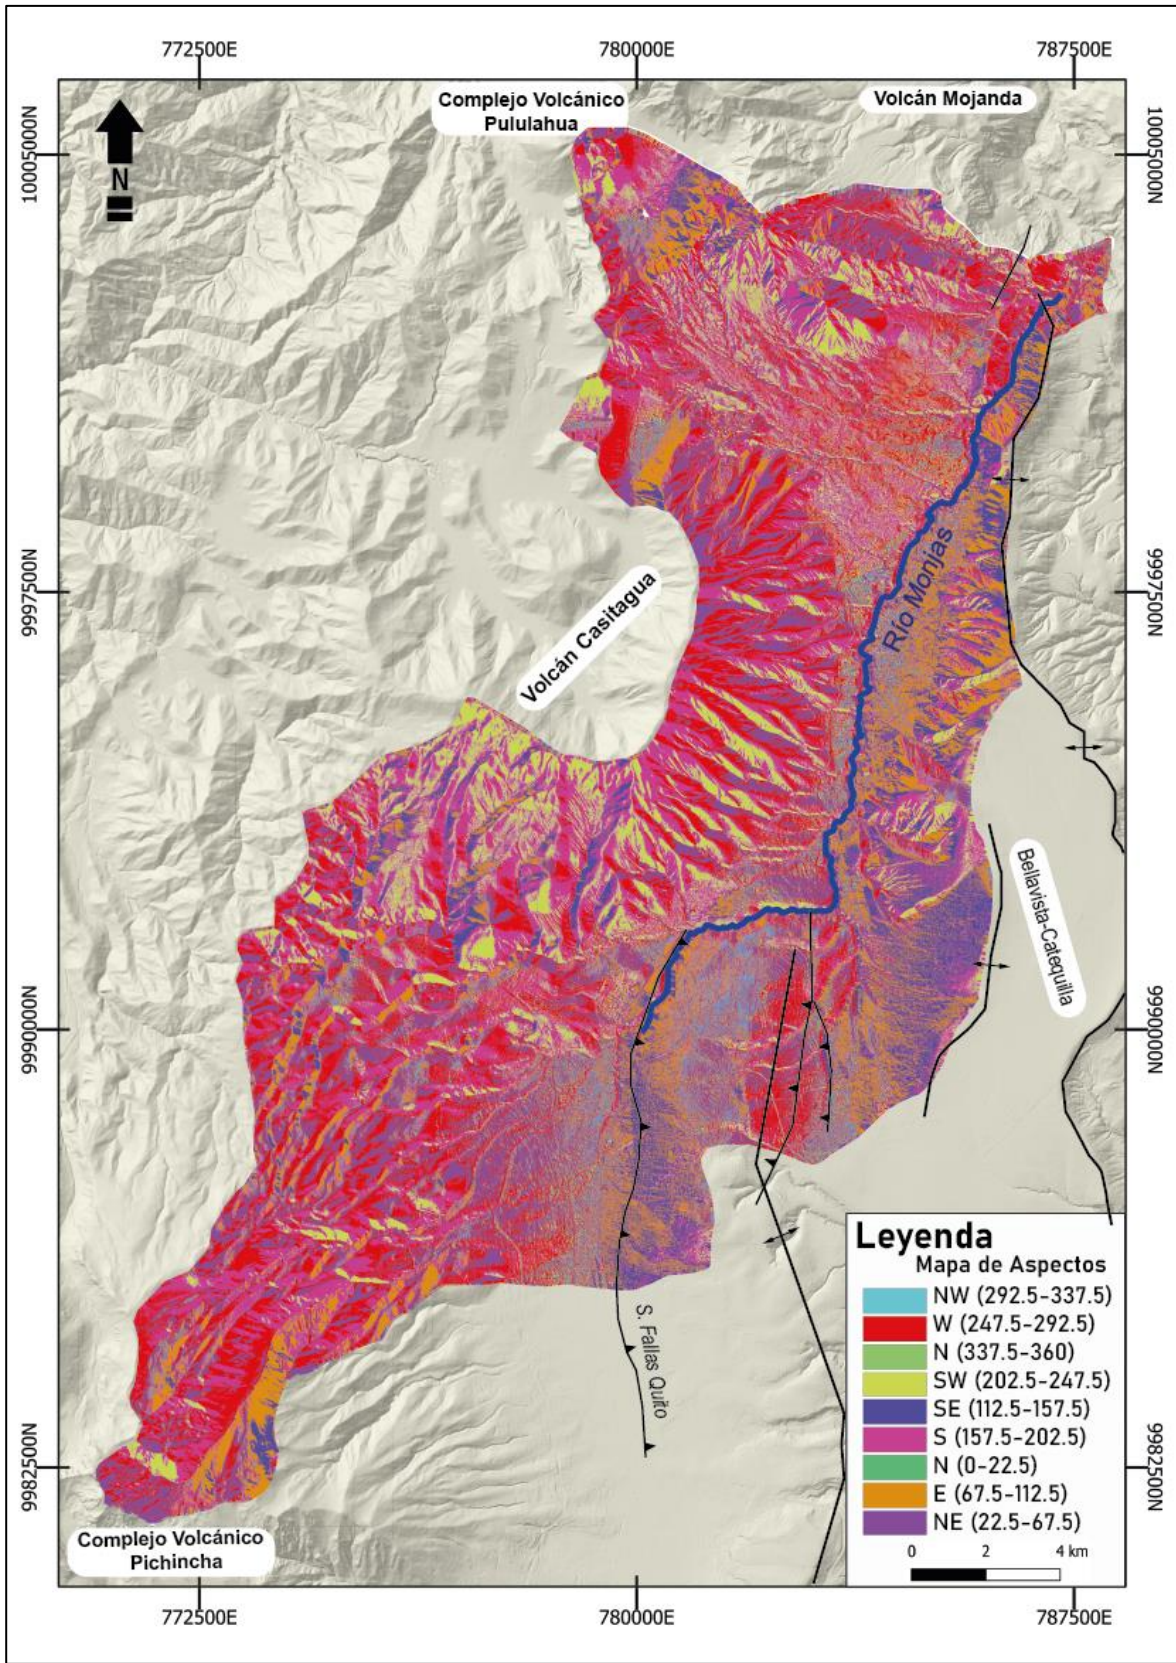 772500E
780000E
787500E
Complejo Volcánico
Pululahua
Volcán Mojanda
10005000N
10005000N
N
9997500N
9997500N
Río Monjas
Volcán Casitagua
Bellavista-Catequilla
9990000N
9990000N
S. Fallas Quito
9982500N
9982500N
Complejo Volcánico
Pichincha
Leyenda
Mapa de Aspectos
NW (292.5-337.5)
W (247.5-292.5)
N (337.5-360)
SW (202.5-247.5)
SE (112.5-157.5)
S (157.5-202.5)
N (0-22.5)
E (67.5-112.5)
NE (22.5-67.5)
0 2 4 km
772500E
780000E
787500E